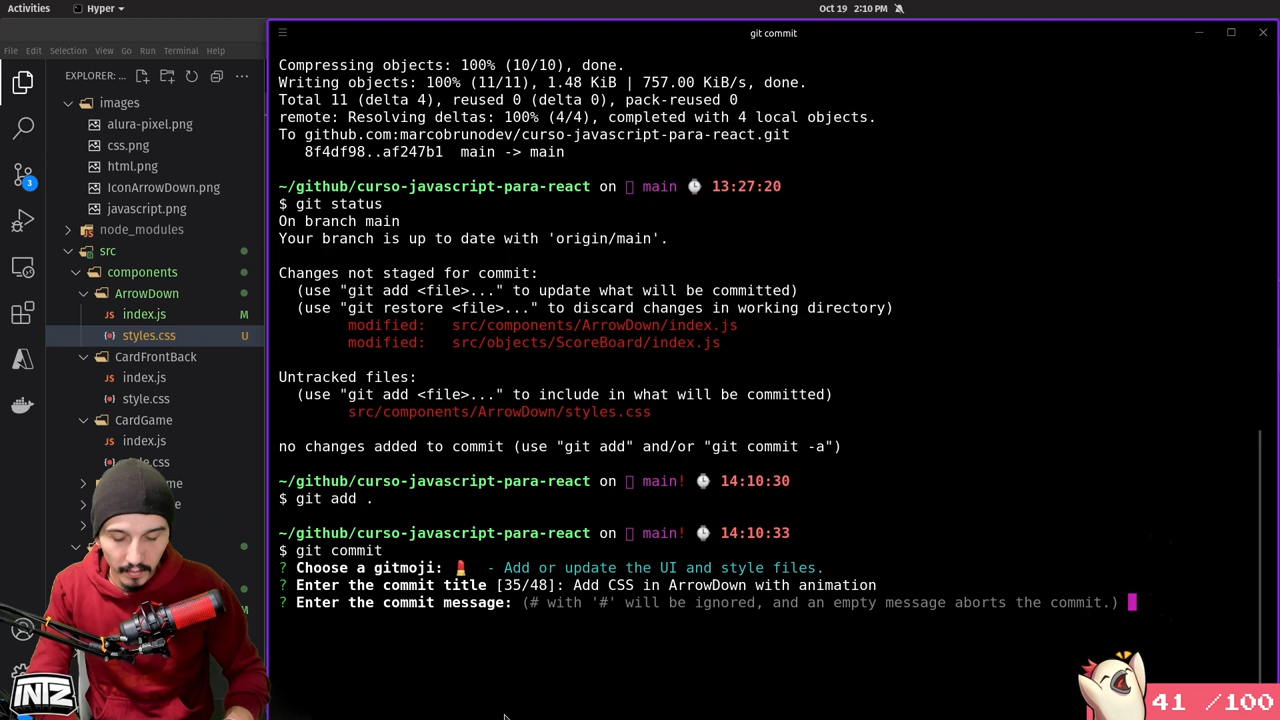 Activities
Hyper
Oct 19 2:10 PM
git commit
File Edit Selection View Go Run Terminal Help
EXPLORER: ...
images
alura-pixel.png
css.png
html.png
IconArrowDown.png
javascript.png
node_modules
src
components
ArrowDown
index.js M
styles.css U
CardFrontBack
index.js
style.css
CardGame
index.js
3
Compressing objects: 100% (10/10), done.
Writing objects: 100% (11/11), 1.48 KiB | 757.00 KiB/s, done.
Total 11 (delta 4), reused 0 (delta 0), pack-reused 0
remote: Resolving deltas: 100% (4/4), completed with 4 local objects.
To github.com:marcobrunodev/curso-javascript-para-react.git
8f4df98..af247b1 main -> main
~/github/curso-javascript-para-react on main 13:27:20
$ git status
On branch main
Your branch is up to date with 'origin/main'.
Changes not staged for commit:
(use "git add <file>..." to update what will be committed)
(use "git restore <file>..." to discard changes in working directory)
modified: src/components/ArrowDown/index.js
modified: src/objects/ScoreBoard/index.js
Untracked files:
(use "git add <file>..." to include in what will be committed)
src/components/ArrowDown/styles.css
no changes added to commit (use "git add" and/or "git commit -a")
~/github/curso-javascript-para-react on main! 14:10:30
$ git add .
~/github/curso-javascript-para-react on main! 14:10:33
$ git commit
? Choose a gitmoji: 💄 - Add or update the UI and style files.
? Enter the commit title [35/48]: Add CSS in ArrowDown with animation
? Enter the commit message: (# with '#' will be ignored, and an empty message aborts the commit.)
INTZ
41 /100